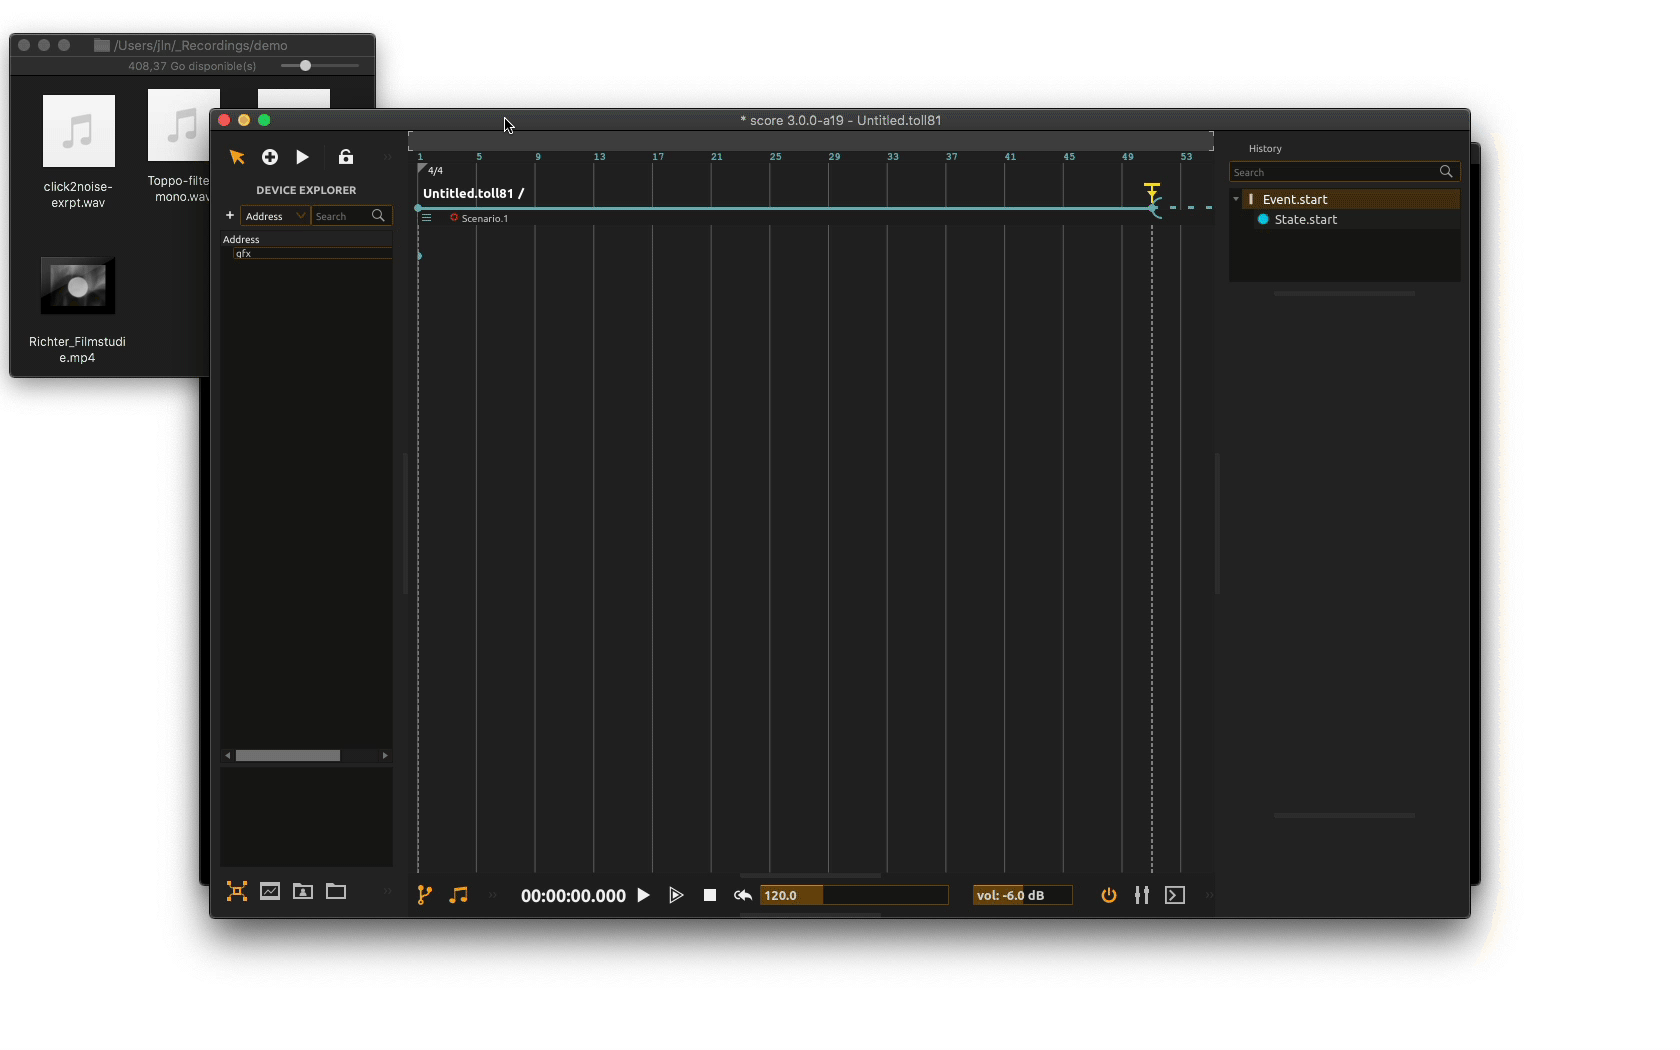 /Users/jln/_Recordings/demo
408,37 Go disponible(s)
click2noise-
exrpt.wav
Toppo-filte
mono.wav
Richter_Filmstudi
e.mp4
* score 3.0.0-a19 - Untitled.toll81
DEVICE EXPLORER
+ Address Search
Address
gfx
1 5 9 13 17 21 25 29 33 37 41 45 49 53
4/4
Untitled.toll81 /
Scenario.1
History
Search
Event.start
State.start
00:00:00.000
120.0
vol: -6.0 dB